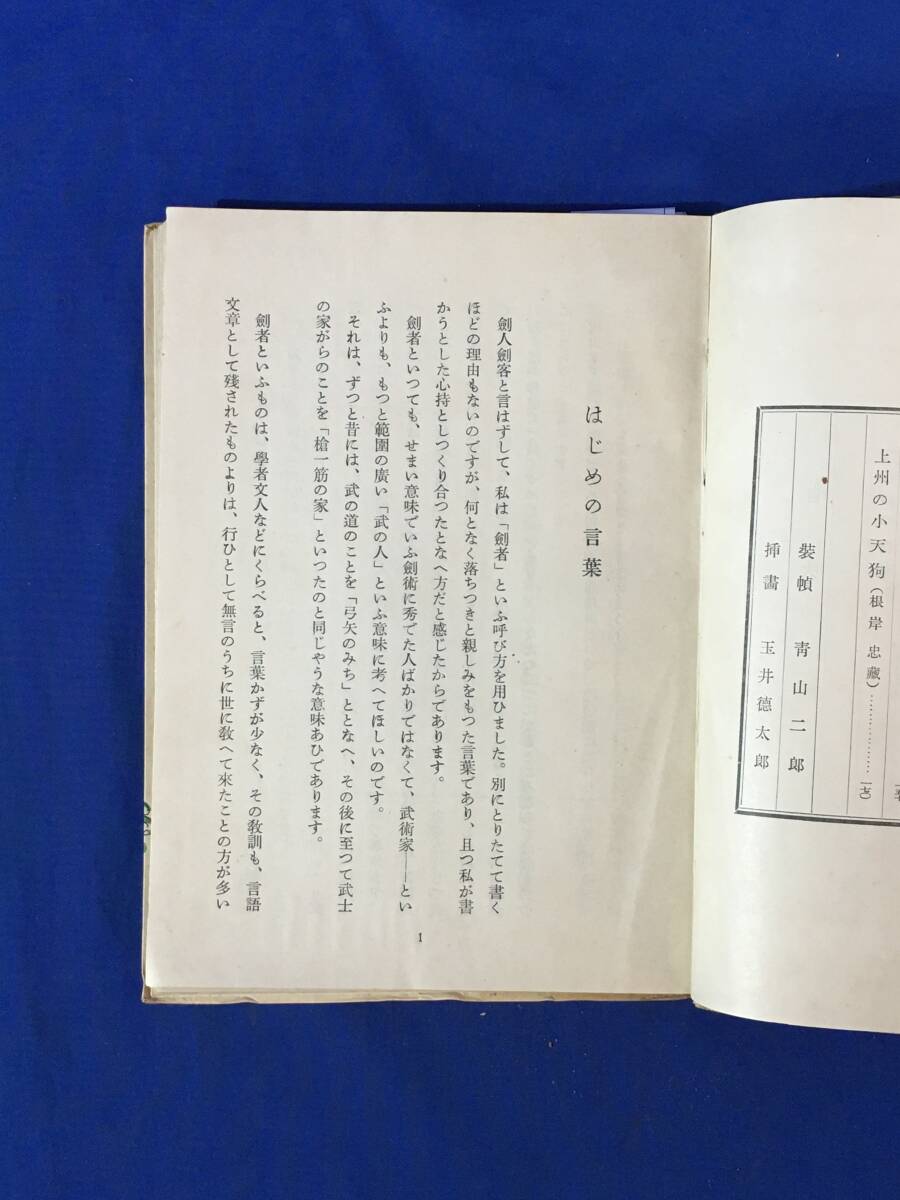 上州の小天狗（根岸忠藏）………………
裝幀 靑山二郎
挿畫 玉井德太郎
はじめの言葉
劍人劍客と言はずして、私は「劍者」といふ呼び方を用ひました。別にとりたてて書く
ほどの理由もないのですが、何となく落ちつきと親しみをもつた言葉であり、且つ私が書
かうとした心持としつくり合つたとなへ方だと感じたからであります。
劍者といつても、せまい意味でいふ劍術に秀でた人ばかりではなくて、武術家――とい
ふよりも、もつと範圍の廣い「武の人」といふ意味に考へてほしいのです。
それは、ずつと昔には、武の道のことを「弓矢のみち」ととなへ、その後に至つて武士
の家がらのことを「槍一筋の家」といつたのと同じやうな意味あひであります。
劍者といふものは、學者文人などにくらべると、言葉かずが少なく、その敎訓も、言語
文章として殘されたものよりは、行ひとして無言のうちに世に敎へて來たことの方が多い
1